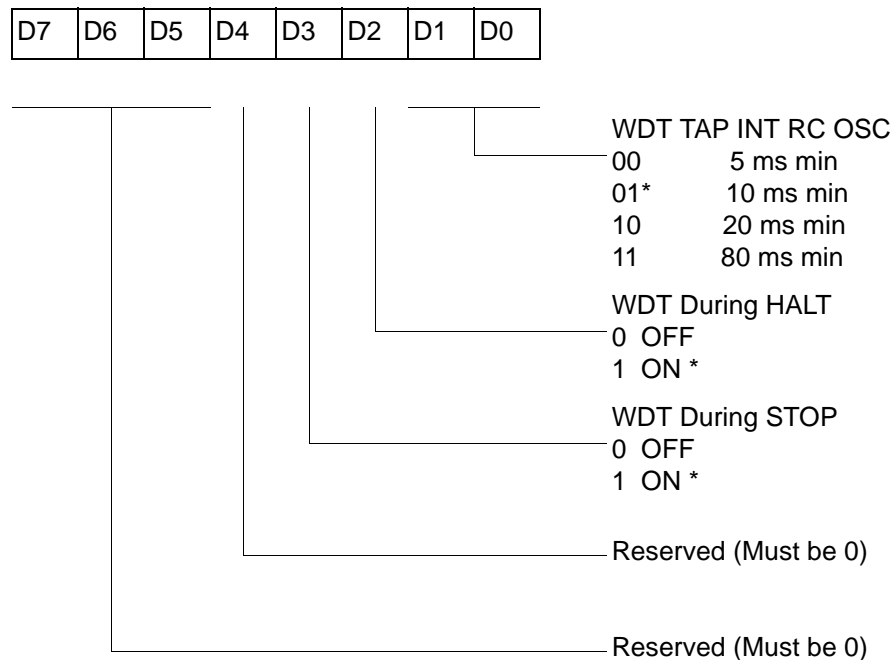 D7 D6 D5 D4 D3 D2 D1 D0
WDT TAP INT RC OSC
00 5 ms min
01* 10 ms min
10 20 ms min
11 80 ms min
WDT During HALT
0 OFF
1 ON *
WDT During STOP
0 OFF
1 ON *
Reserved (Must be 0)
Reserved (Must be 0)